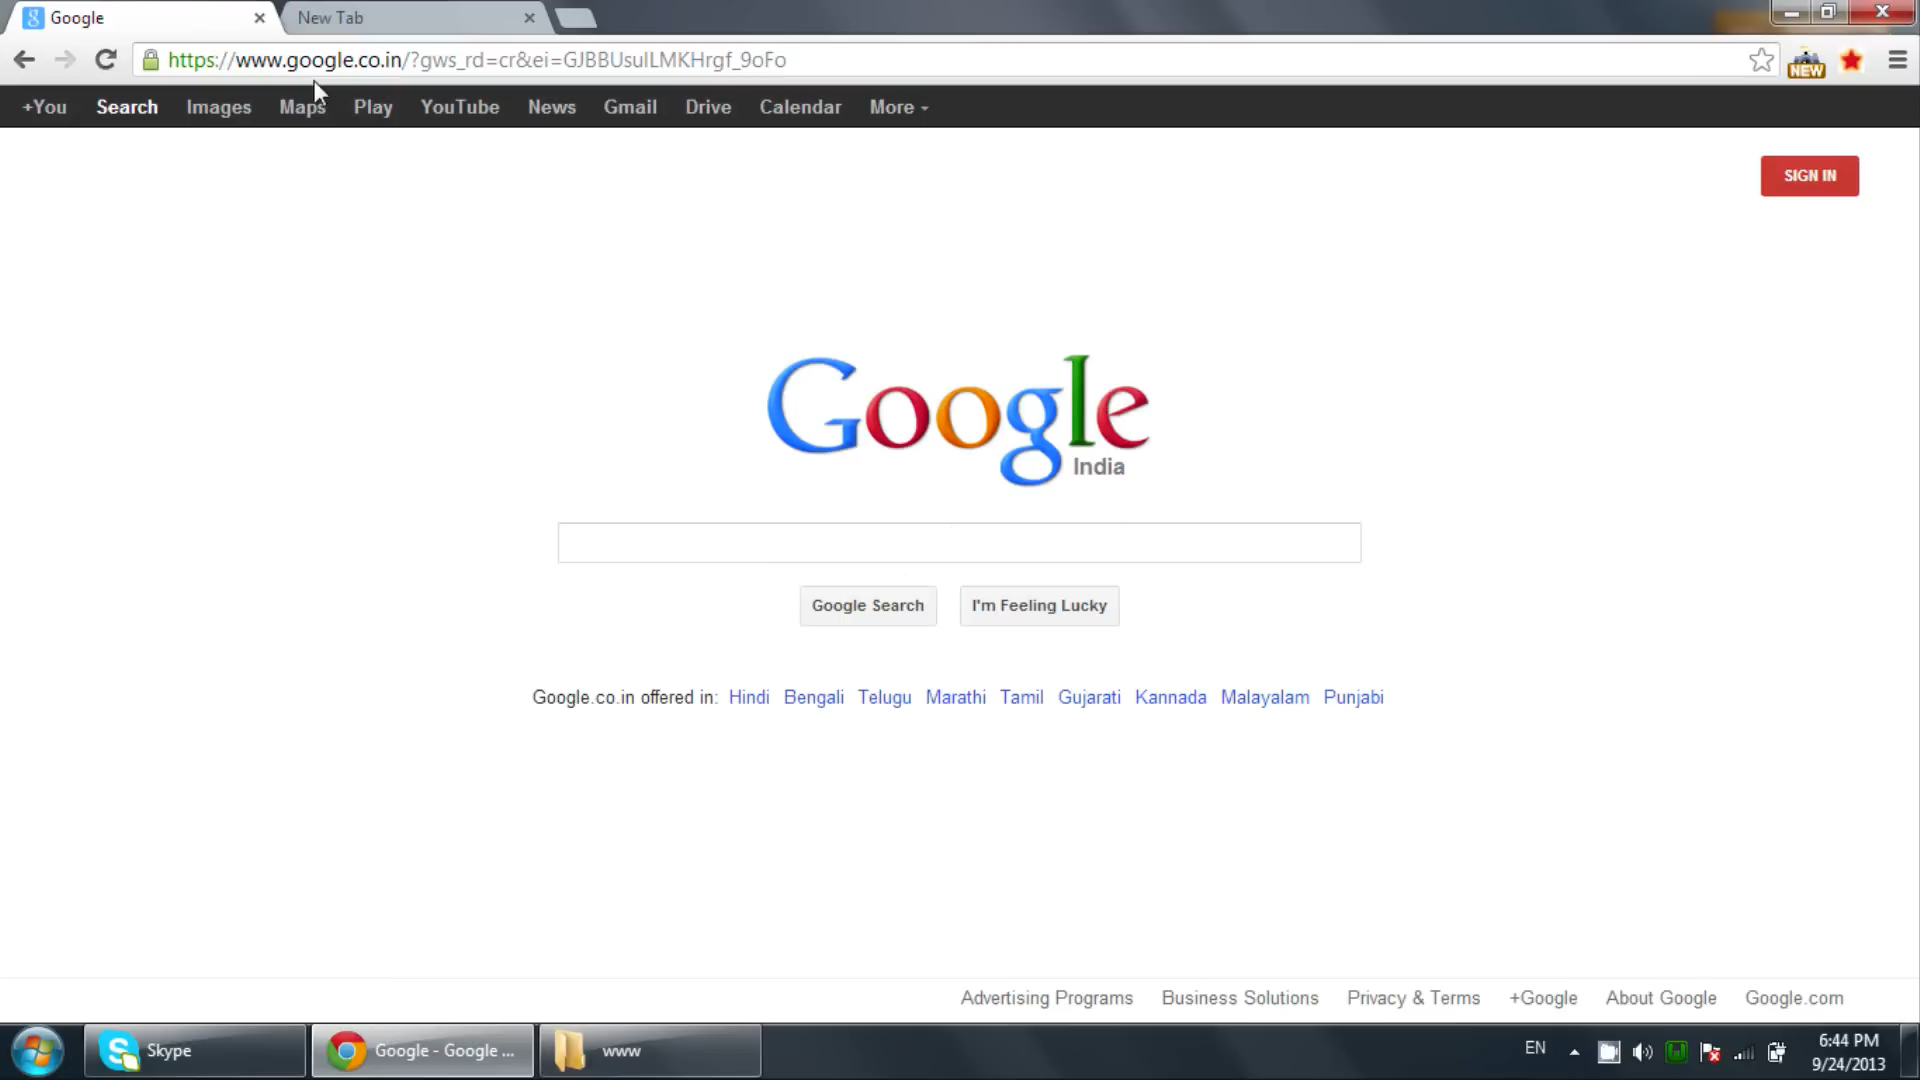 Google
New Tab
https://www.google.co.in/?gws_rd=cr&ei=GJBBUsulLMKHrgf_9oFo
NEW
+You Search Images Maps Play YouTube News Gmail Drive Calendar More
SIGN IN
Google
India
Google Search I'm Feeling Lucky
Google.co.in offered in: Hindi Bengali Telugu Marathi Tamil Gujarati Kannada Malayalam Punjabi
Advertising Programs Business Solutions Privacy & Terms +Google About Google Google.com
Skype Google - Google ... www EN 6:44 PM
9/24/2013